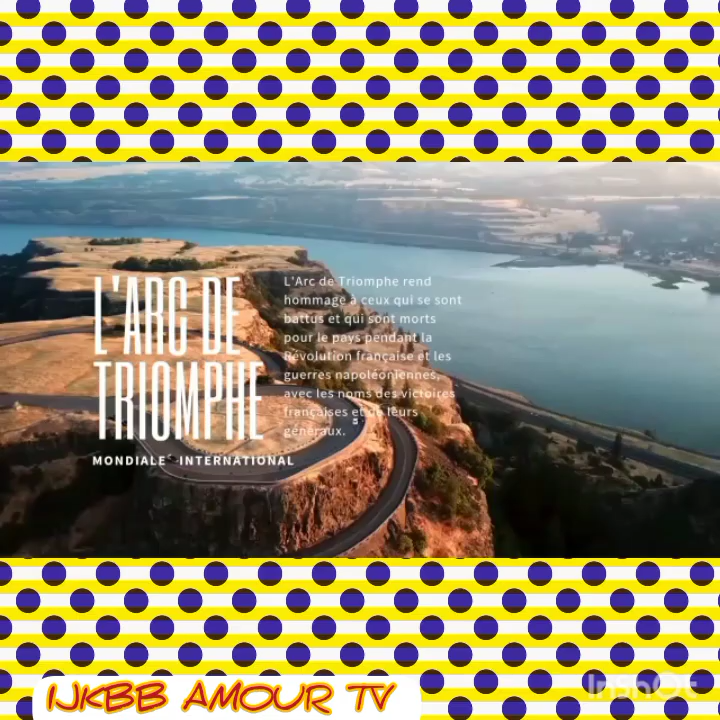 L'ARC DE
TRIOMPHE
MONDIALE INTERNATIONAL
L'Arc de Triomphe rend
hommage à ceux qui se sont
battus et qui sont morts
pour le pays pendant la
Révolution française et les
guerres napoléoniennes,
avec les noms des victoires
françaises et de leurs
généraux.
IJKBB AMOUR TV
InShOt